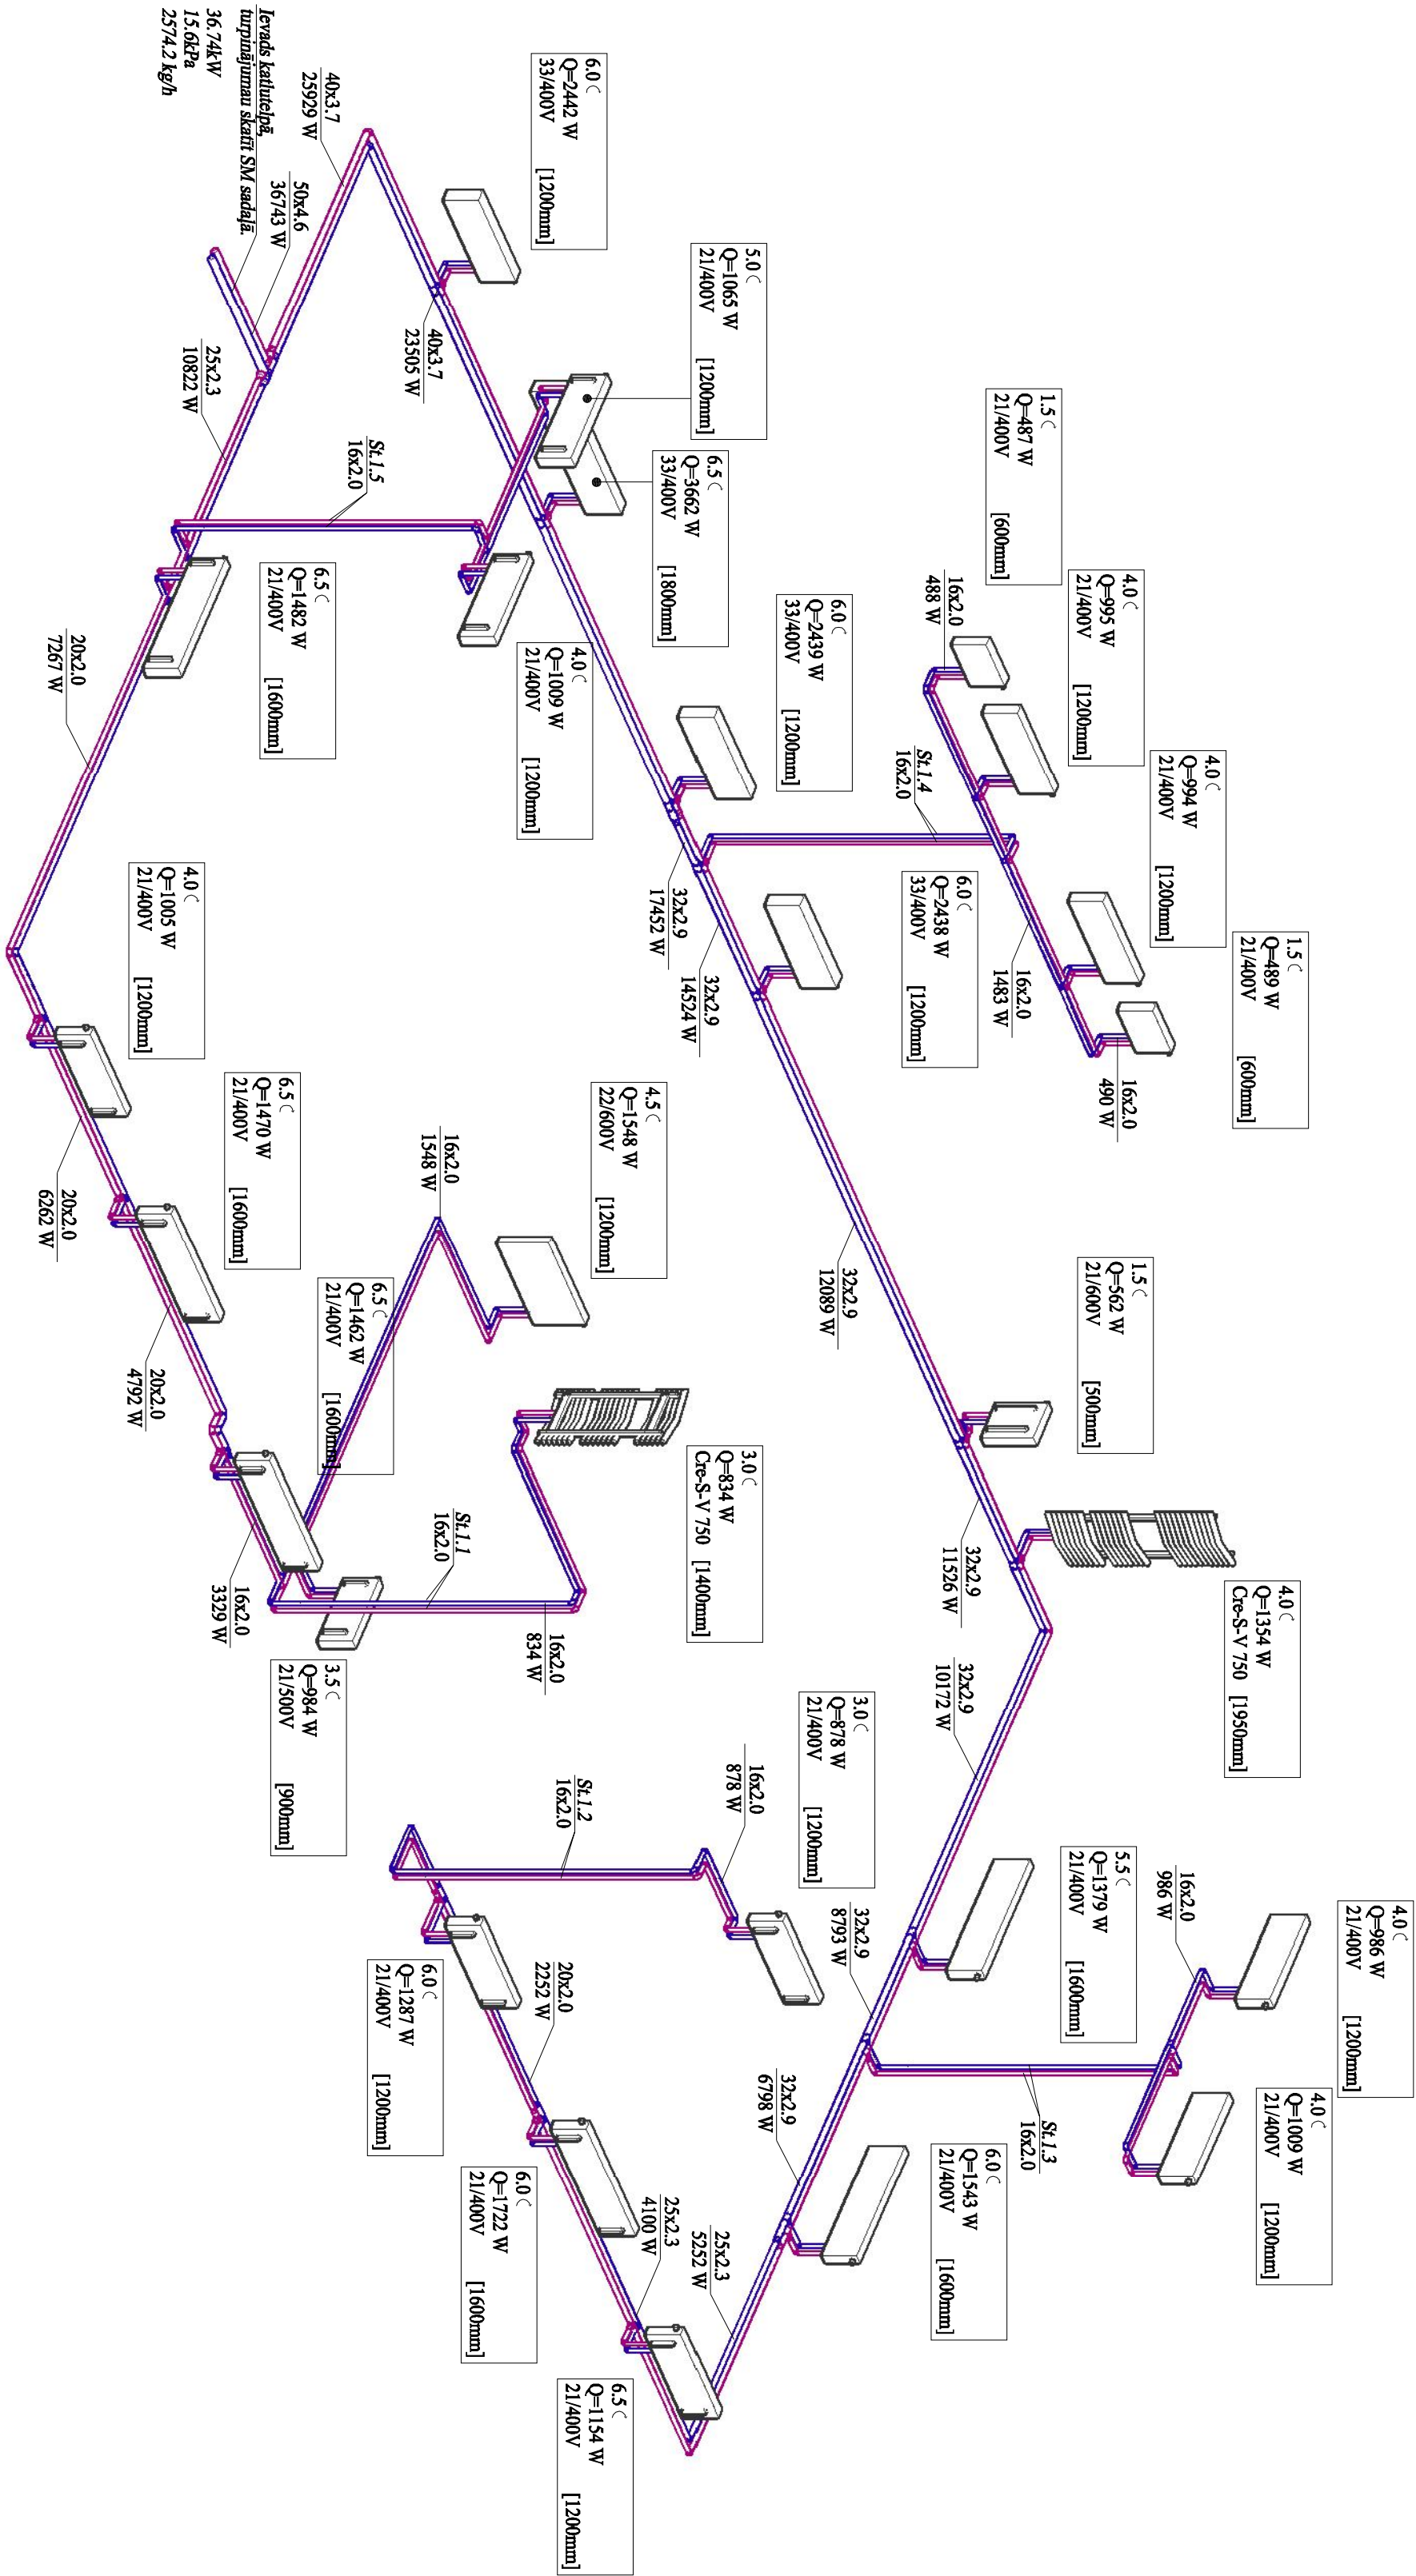 Ievads katlutelpā,
turpinājumau skatīt SM sadaļā.
36.74kW
15.6kPa
2574.2 kg/h
40x3.7
25929 W
50x4.6
36743 W
25x2.3
10822 W
6.0
Q=2442 W
33/400V [1200mm]
40x3.7
23505 W
5.0
Q=1065 W
21/400V [1200mm]
6.5
Q=3662 W
33/400V [1800mm]
St.1.5
16x2.0
6.5
Q=1482 W
21/400V [1600mm]
4.0
Q=1009 W
21/400V [1200mm]
20x2.0
7267 W
1.5
Q=487 W
21/400V [600mm]
16x2.0
488 W
4.0
Q=995 W
21/400V [1200mm]
4.0
Q=994 W
21/400V [1200mm]
1.5
Q=489 W
21/400V [600mm]
6.0
Q=2439 W
33/400V [1200mm]
St.1.4
16x2.0
6.0
Q=2438 W
33/400V [1200mm]
16x2.0
1483 W
16x2.0
490 W
32x2.9
17452 W
32x2.9
14524 W
4.0
Q=1005 W
21/400V [1200mm]
20x2.0
6262 W
6.5
Q=1470 W
21/400V [1600mm]
20x2.0
4792 W
16x2.0
1548 W
4.5
Q=1548 W
22/600V [1200mm]
6.5
Q=1462 W
21/400V [1600mm]
32x2.9
12089 W
1.5
Q=562 W
21/600V [500mm]
3.0
Q=834 W
Cre-S-V 750 [1400mm]
St.1.1
16x2.0
16x2.0
3329 W
16x2.0
834 W
32x2.9
11526 W
4.0
Q=1354 W
Cre-S-V 750 [1950mm]
32x2.9
10172 W
3.5
Q=984 W
21/500V [900mm]
3.0
Q=878 W
21/400V [1200mm]
16x2.0
878 W
St.1.2
16x2.0
5.5
Q=1379 W
21/400V [1600mm]
16x2.0
986 W
4.0
Q=986 W
21/400V [1200mm]
32x2.9
8793 W
4.0
Q=1009 W
21/400V [1200mm]
St.1.3
16x2.0
6.0
Q=1287 W
21/400V [1200mm]
20x2.0
2252 W
32x2.9
6798 W
6.0
Q=1543 W
21/400V [1600mm]
6.0
Q=1722 W
21/400V [1600mm]
25x2.3
4100 W
25x2.3
5252 W
6.5
Q=1154 W
21/400V [1200mm]